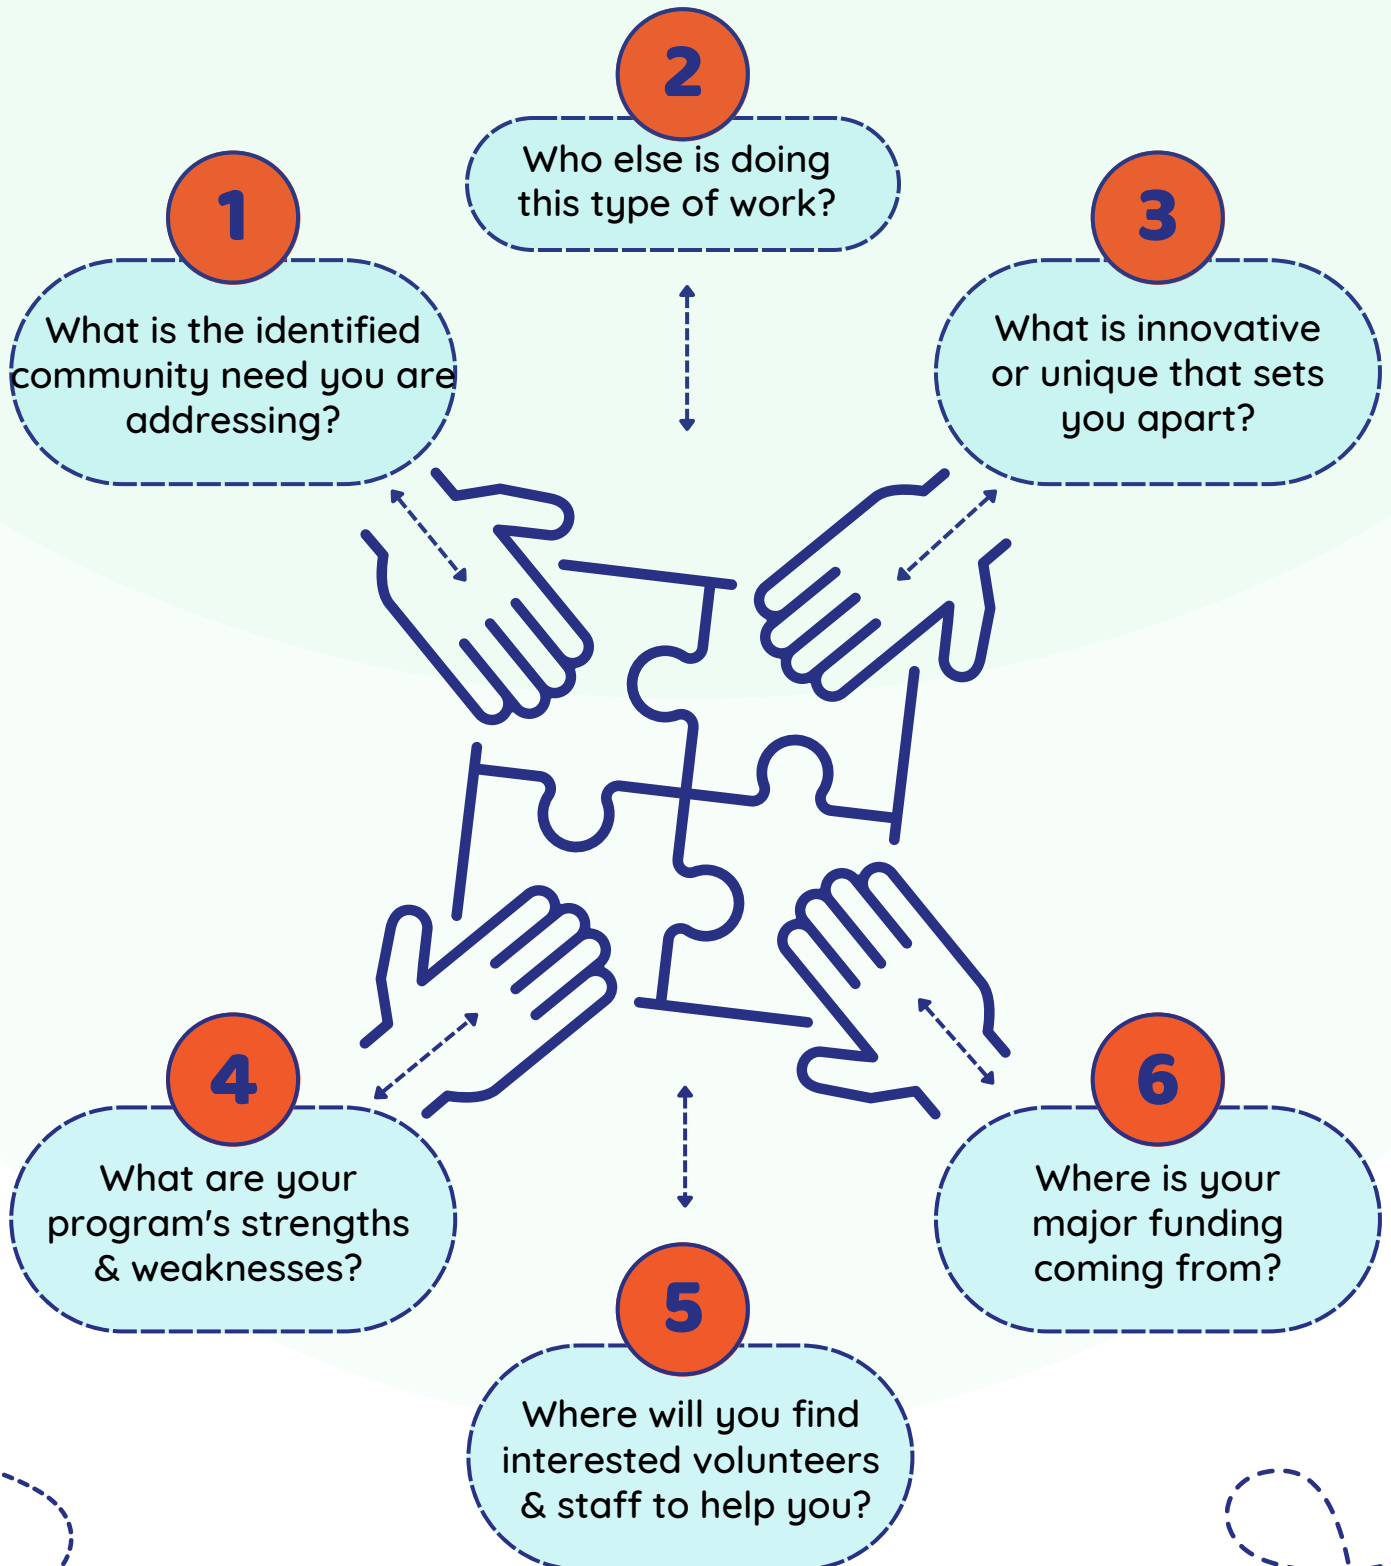 1
What is the identified
community need you are
addressing?
2
Who else is doing
this type of work?
3
What is innovative
or unique that sets
you apart?
4
What are your
program's strengths
& weaknesses?
5
Where will you find
interested volunteers
& staff to help you?
6
Where is your
major funding
coming from?